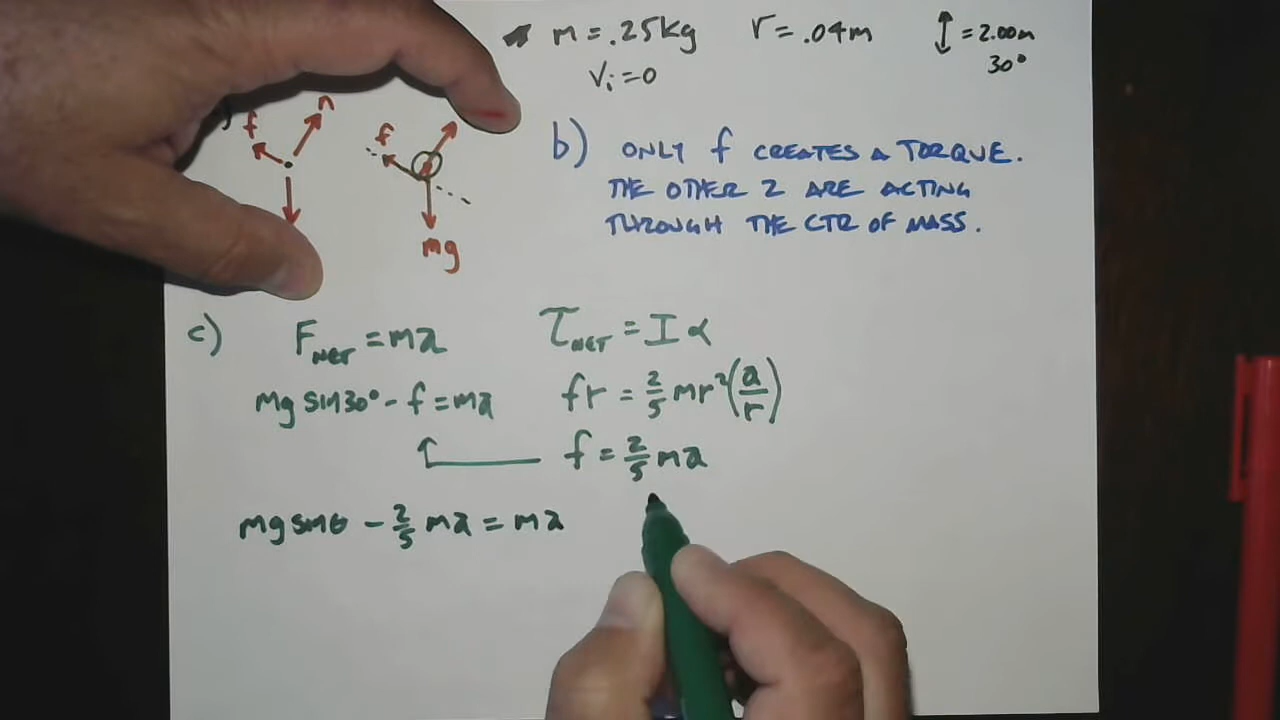 m = .25kg r = .04m ↕ = 2.00m
vi = 0 30°
f n f
mg
b) ONLY f CREATES A TORQUE.
THE OTHER 2 ARE ACTING
THROUGH THE CTR OF MASS.
c) FNET = ma τNET = Iα
mg sin30° - f = ma fr = 2/5 mr²(a/r)
f = 2/5 ma
mg sinθ - 2/5 ma = ma